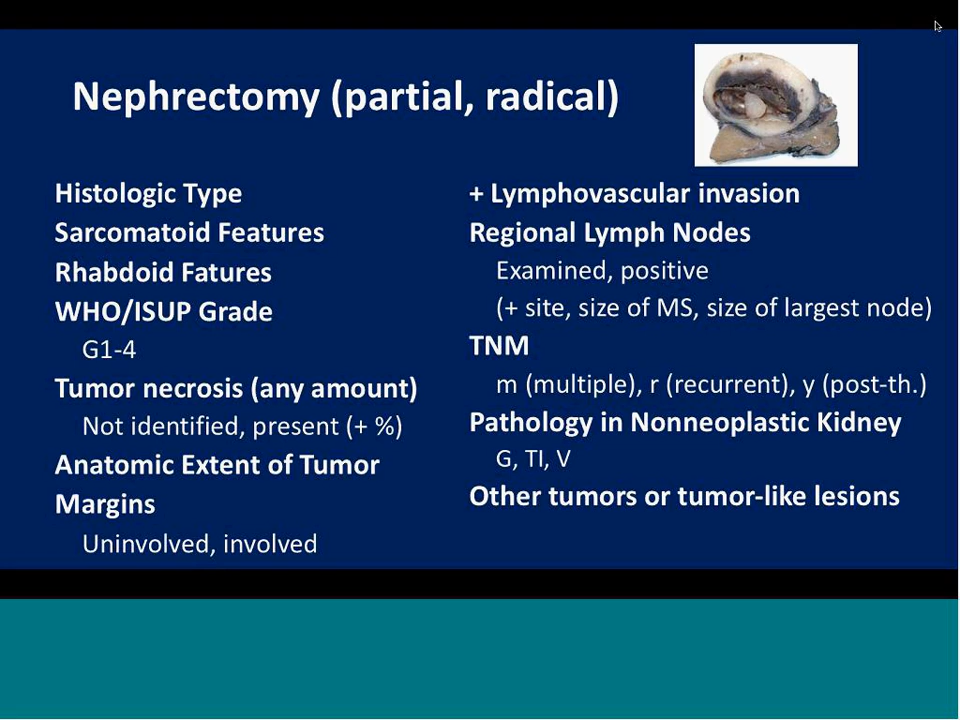 Nephrectomy (partial, radical)
Histologic Type
Sarcomatoid Features
Rhabdoid Fatures
WHO/ISUP Grade
G1-4
Tumor necrosis (any amount)
Not identified, present (+ %)
Anatomic Extent of Tumor
Margins
Uninvolved, involved
+ Lymphovascular invasion
Regional Lymph Nodes
Examined, positive
(+ site, size of MS, size of largest node)
TNM
m (multiple), r (recurrent), y (post-th.)
Pathology in Nonneoplastic Kidney
G, TI, V
Other tumors or tumor-like lesions